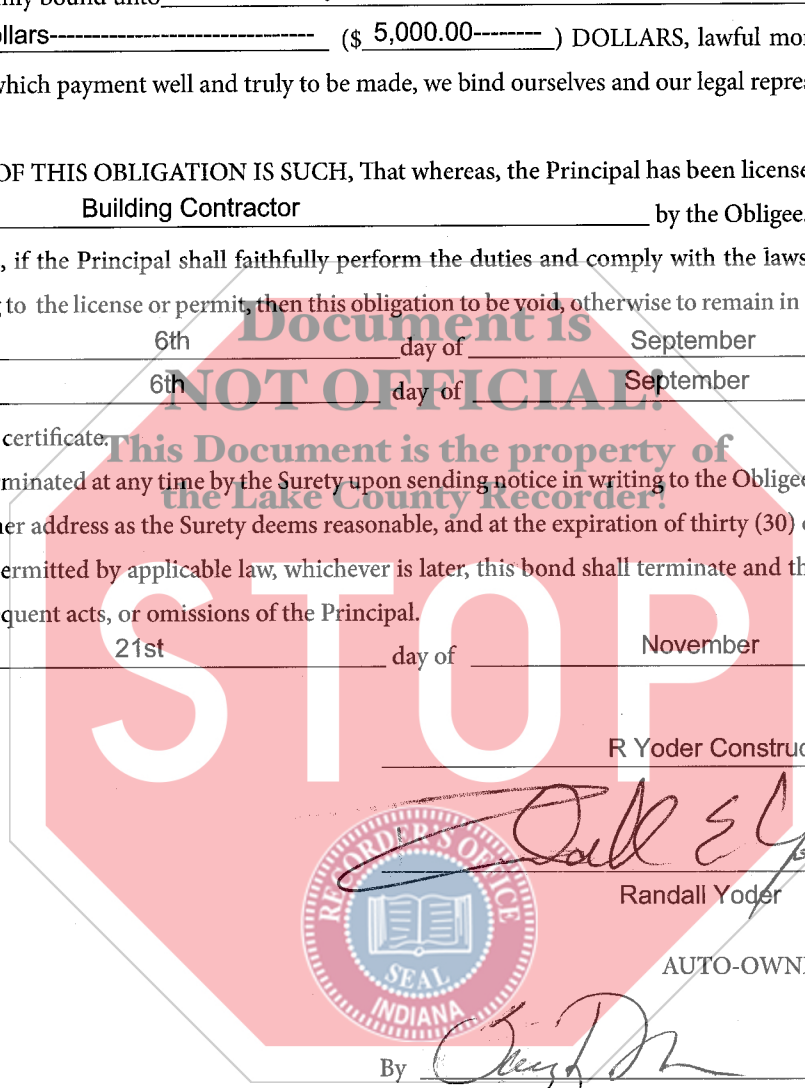 llars------------------------------ ($ 5,000.00-------- ) DOLLARS, lawful mo
which payment well and truly to be made, we bind ourselves and our legal repre
OF THIS OBLIGATION IS SUCH, That whereas, the Principal has been license
Building Contractor by the Obligee.
, if the Principal shall faithfully perform the duties and comply with the laws
to the license or permit, then this obligation to be void, otherwise to remain in
Document is
6th day of September
NOT OFFICIAL!
6th day of September
certificate.
This Document is the property of
minated at any time by the Surety upon sending notice in writing to the Obligee
the Lake County Recorder!
her address as the Surety deems reasonable, and at the expiration of thirty (30)
ermitted by applicable law, whichever is later, this bond shall terminate and th
quent acts, or omissions of the Principal.
21st day of November
STOP
R Yoder Construc
RECORDER'S OFFICE
Randall Yoder
SEAL
INDIANA
AUTO-OWN
By